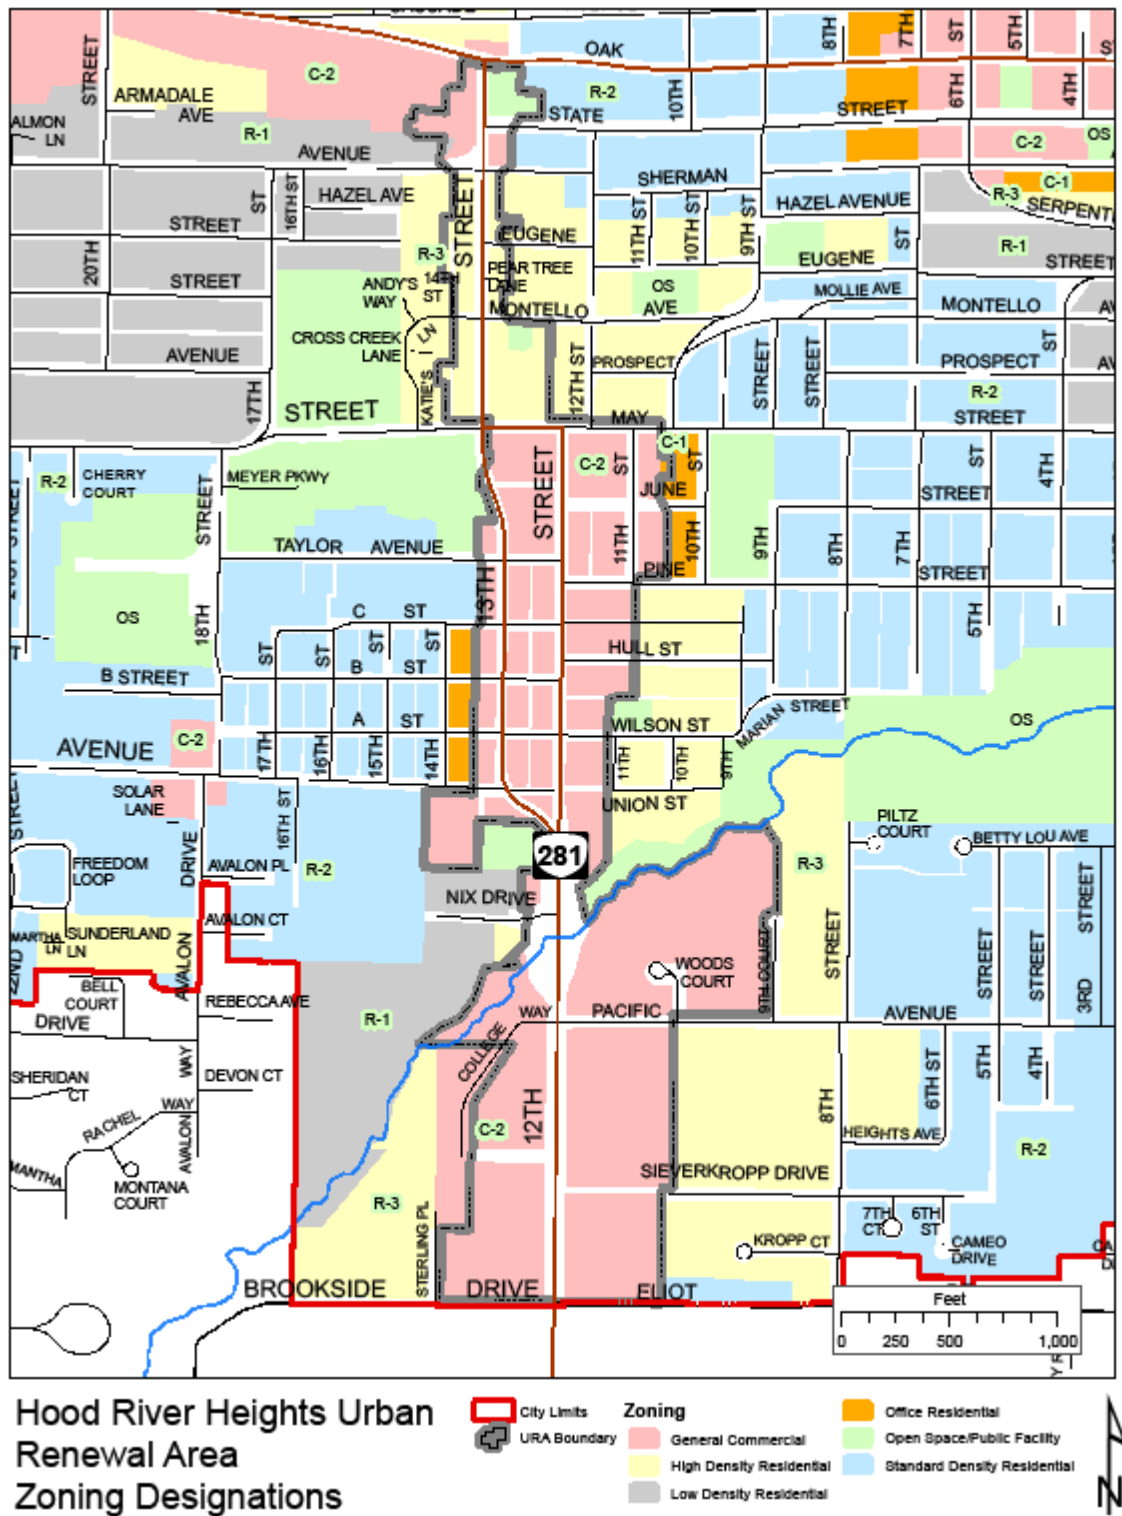 OAK
8TH
7TH
ST
5TH
STREET
C-2
ARMADALE
AVE
R-2
STATE
10TH
STREET
6TH
4TH
ALMON
LN
R-1
AVENUE
C-2
OS
SHERMAN
C-1
R-3
SERPENT
ST
16TH ST
HAZEL AVE
STREET
HAZEL AVENUE
STREET
EUGENE
11TH ST
10TH ST
9TH ST
ST
R-1
20TH
R-3
EUGENE
STREET
STREET
ANDY'S
WAY
14TH
ST
PEAR TREE
LANE
OS
AVE
MOLLIE AVE
MONTELLO
MONTELLO
CROSS CREEK
LANE
LN
AVENUE
PROSPECT
PROSPECT
ST
KATIE'S
12TH ST
STREET
STREET
R-2
17TH
STREET
MAY
STREET
C-1
R-2
CHERRY
COURT
MEYER PKWY
STREET
C-2
ST
ST
ST
4TH
JUNE
STREET
STREET
TAYLOR AVENUE
11TH
10TH
9TH
8TH
7TH
PINE
STREET
13TH
OS
18TH
C ST
5TH
ST
ST
ST
ST
HULL ST
B STREET
B ST
MARIAN STREET
A ST
WILSON ST
OS
AVENUE
C-2
17TH
16TH
15TH
14TH
11TH
10TH
9TH
SOLAR
LANE
16TH ST
UNION ST
PILTZ
COURT
BETTY LOU AVE
281
FREEDOM
LOOP
DRIVE
AVALON PL
R-2
R-3
NIX DRIVE
AVALON CT
MARTHA
LN
SUNDERLAND
LN
22ND
AVALON
STREET
STREET
STREET
3RD STREET
WOODS
COURT
9TH COURT
BELL
COURT
REBECCA AVE
DRIVE
R-1
WAY
PACIFIC
AVENUE
COLLEGE
SHERIDAN
CT
WAY
DEVON CT
12TH
8TH
6TH ST
5TH
4TH
RACHEL
WAY
AVALON
C-2
HEIGHTS AVE
R-2
MANTHA
MONTANA
COURT
R-3
SIEVERKROPP DRIVE
STERLING PL
7TH
CT
6TH
ST
KROPP CT
CAMEO
DRIVE
BROOKSIDE
DRIVE
ELIOT
Feet
0 250 500 1,000
Hood River Heights Urban
Renewal Area
Zoning Designations
City Limits
URA Boundary
Zoning
General Commercial
High Density Residential
Low Density Residential
Office Residential
Open Space/Public Facility
Standard Density Residential
N